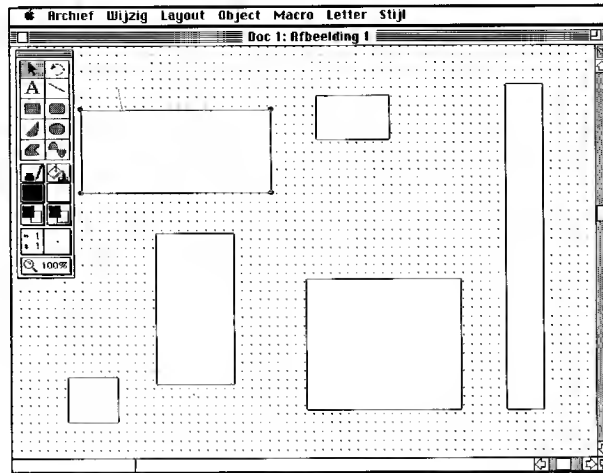 Archief Wijzig Layout Object Macro Letter Stijl
Doc 1: Afbeelding 1
A
100%